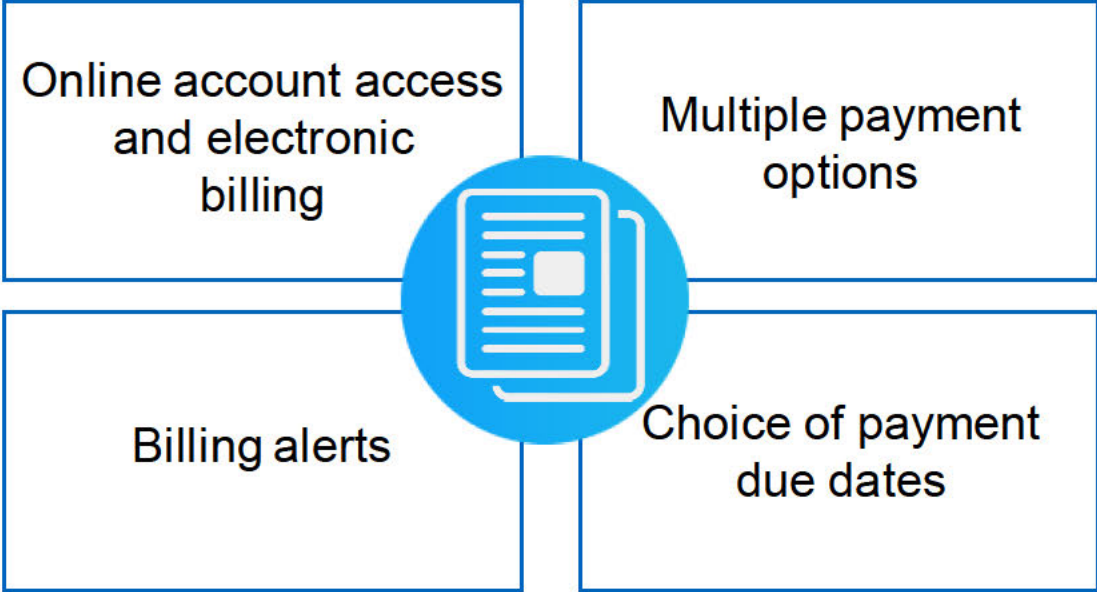 Online account access
and electronic
billing
Multiple payment
options
Billing alerts
Choice of payment
due dates